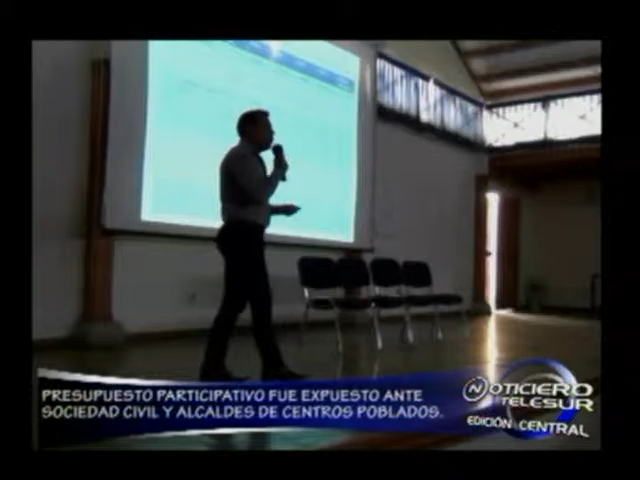 PRESUPUESTO PARTICIPATIVO FUE EXPUESTO ANTE
SOCIEDAD CIVIL Y ALCALDES DE CENTROS POBLADOS.
NOTICIERO
TELESUR
EDICIÓN CENTRAL